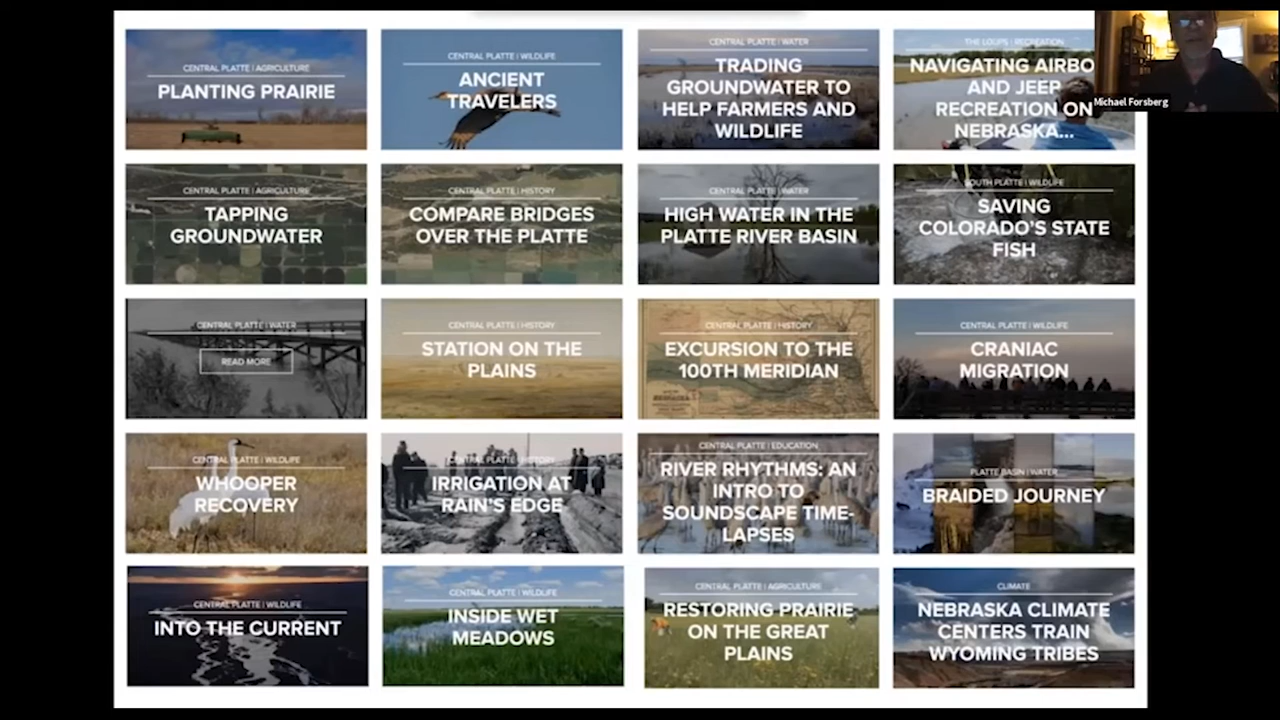 CENTRAL PLATTE | AGRICULTURE
PLANTING PRAIRIE
CENTRAL PLATTE | WILDLIFE
ANCIENT
TRAVELERS
CENTRAL PLATTE | WATER
TRADING
GROUNDWATER TO
HELP FARMERS AND
WILDLIFE
THE LOUPS | RECREATION
NAVIGATING AIRBO
AND JEEP
RECREATION ON
NEBRASKA...
Michael Forsberg
CENTRAL PLATTE | AGRICULTURE
TAPPING
GROUNDWATER
CENTRAL PLATTE | HISTORY
COMPARE BRIDGES
OVER THE PLATTE
CENTRAL PLATTE | WATER
HIGH WATER IN THE
PLATTE RIVER BASIN
SOUTH PLATTE | WILDLIFE
SAVING
COLORADO'S STATE
FISH
CENTRAL PLATTE | WATER
READ MORE
CENTRAL PLATTE | HISTORY
STATION ON THE
PLAINS
CENTRAL PLATTE | HISTORY
EXCURSION TO THE
100TH MERIDIAN
CENTRAL PLATTE | WILDLIFE
CRANIAC
MIGRATION
CENTRAL PLATTE | WILDLIFE
WHOOPER
RECOVERY
CENTRAL PLATTE | HISTORY
IRRIGATION AT
RAIN'S EDGE
CENTRAL PLATTE | EDUCATION
RIVER RHYTHMS: AN
INTRO TO
SOUNDSCAPE TIME-
LAPSES
PLATTE BASIN | WATER
BRAIDED JOURNEY
CENTRAL PLATTE | WILDLIFE
INTO THE CURRENT
CENTRAL PLATTE | WILDLIFE
INSIDE WET
MEADOWS
CENTRAL PLATTE | AGRICULTURE
RESTORING PRAIRIE
ON THE GREAT
PLAINS
CLIMATE
NEBRASKA CLIMATE
CENTERS TRAIN
WYOMING TRIBES